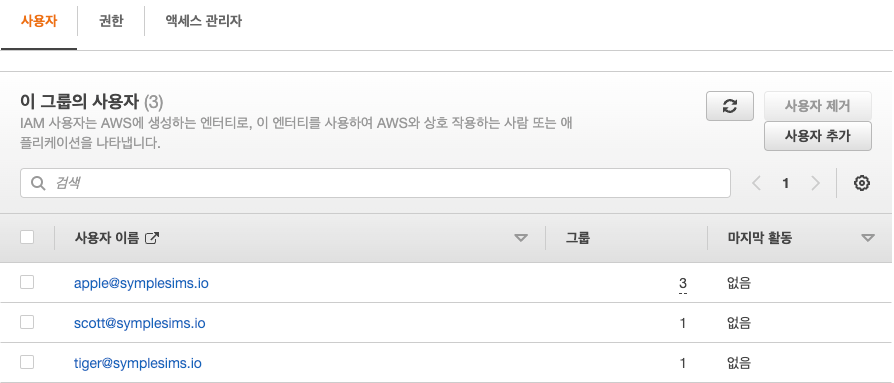 사용자 권한 액세스 관리자
이 그룹의 사용자 (3)
IAM 사용자는 AWS에 생성하는 엔터티로, 이 엔터티를 사용하여 AWS와 상호 작용하는 사람 또는 애
플리케이션을 나타냅니다.
사용자 제거
사용자 추가
검색
1
사용자 이름 그룹 마지막 활동
apple@symplesims.io 3 없음
scott@symplesims.io 1 없음
tiger@symplesims.io 1 없음